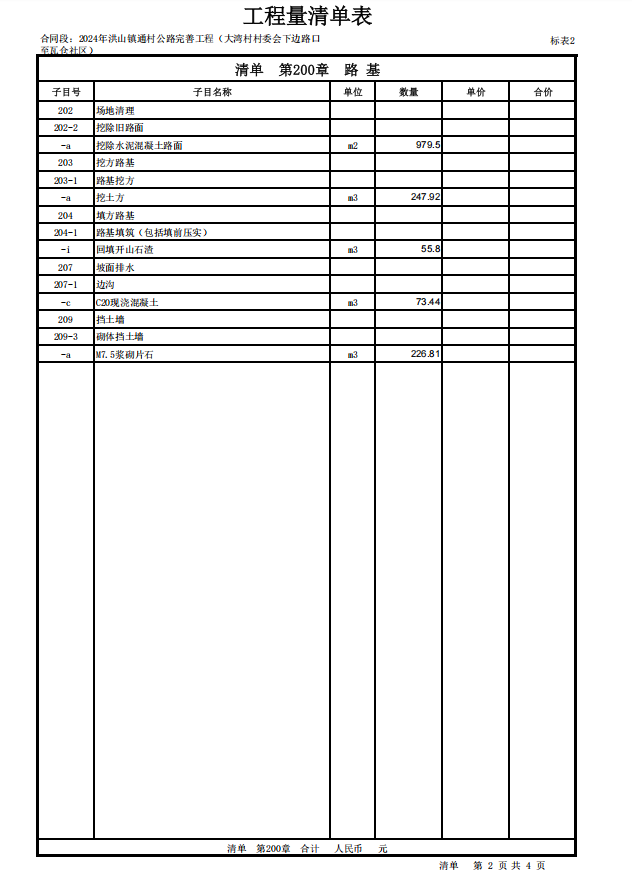 工程量清单表
合同段：2024年洪山镇通村公路完善工程（大湾村村委会下边路口
至瓦仓社区）
标表2
清单 第200章 路 基
子目号 子目名称 单位 数量 单价 合价
202 场地清理
202-2 挖除旧路面
-a 挖除水泥混凝土路面 m2 979.5
203 挖方路基
203-1 路基挖方
-a 挖土方 m3 247.92
204 填方路基
204-1 路基填筑（包括填前压实）
-i 回填开山石渣 m3 55.8
207 坡面排水
207-1 边沟
-c C20现浇混凝土 m3 73.44
209 挡土墙
209-3 砌体挡土墙
-a M7.5浆砌片石 m3 226.81
清单 第200章 合计 人民币 元
清单 第 2 页 共 4 页